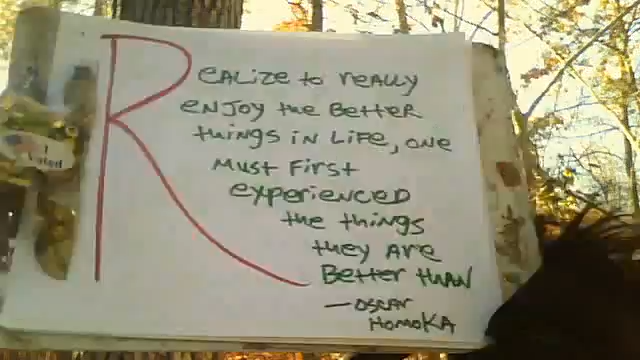 I
Voted
REALIZE to reALLY
ENJOY the Better
things in LiFe, one
Must First
experienceD
the things
they Are
Better tHAN
—OSCAR
HOMOKA